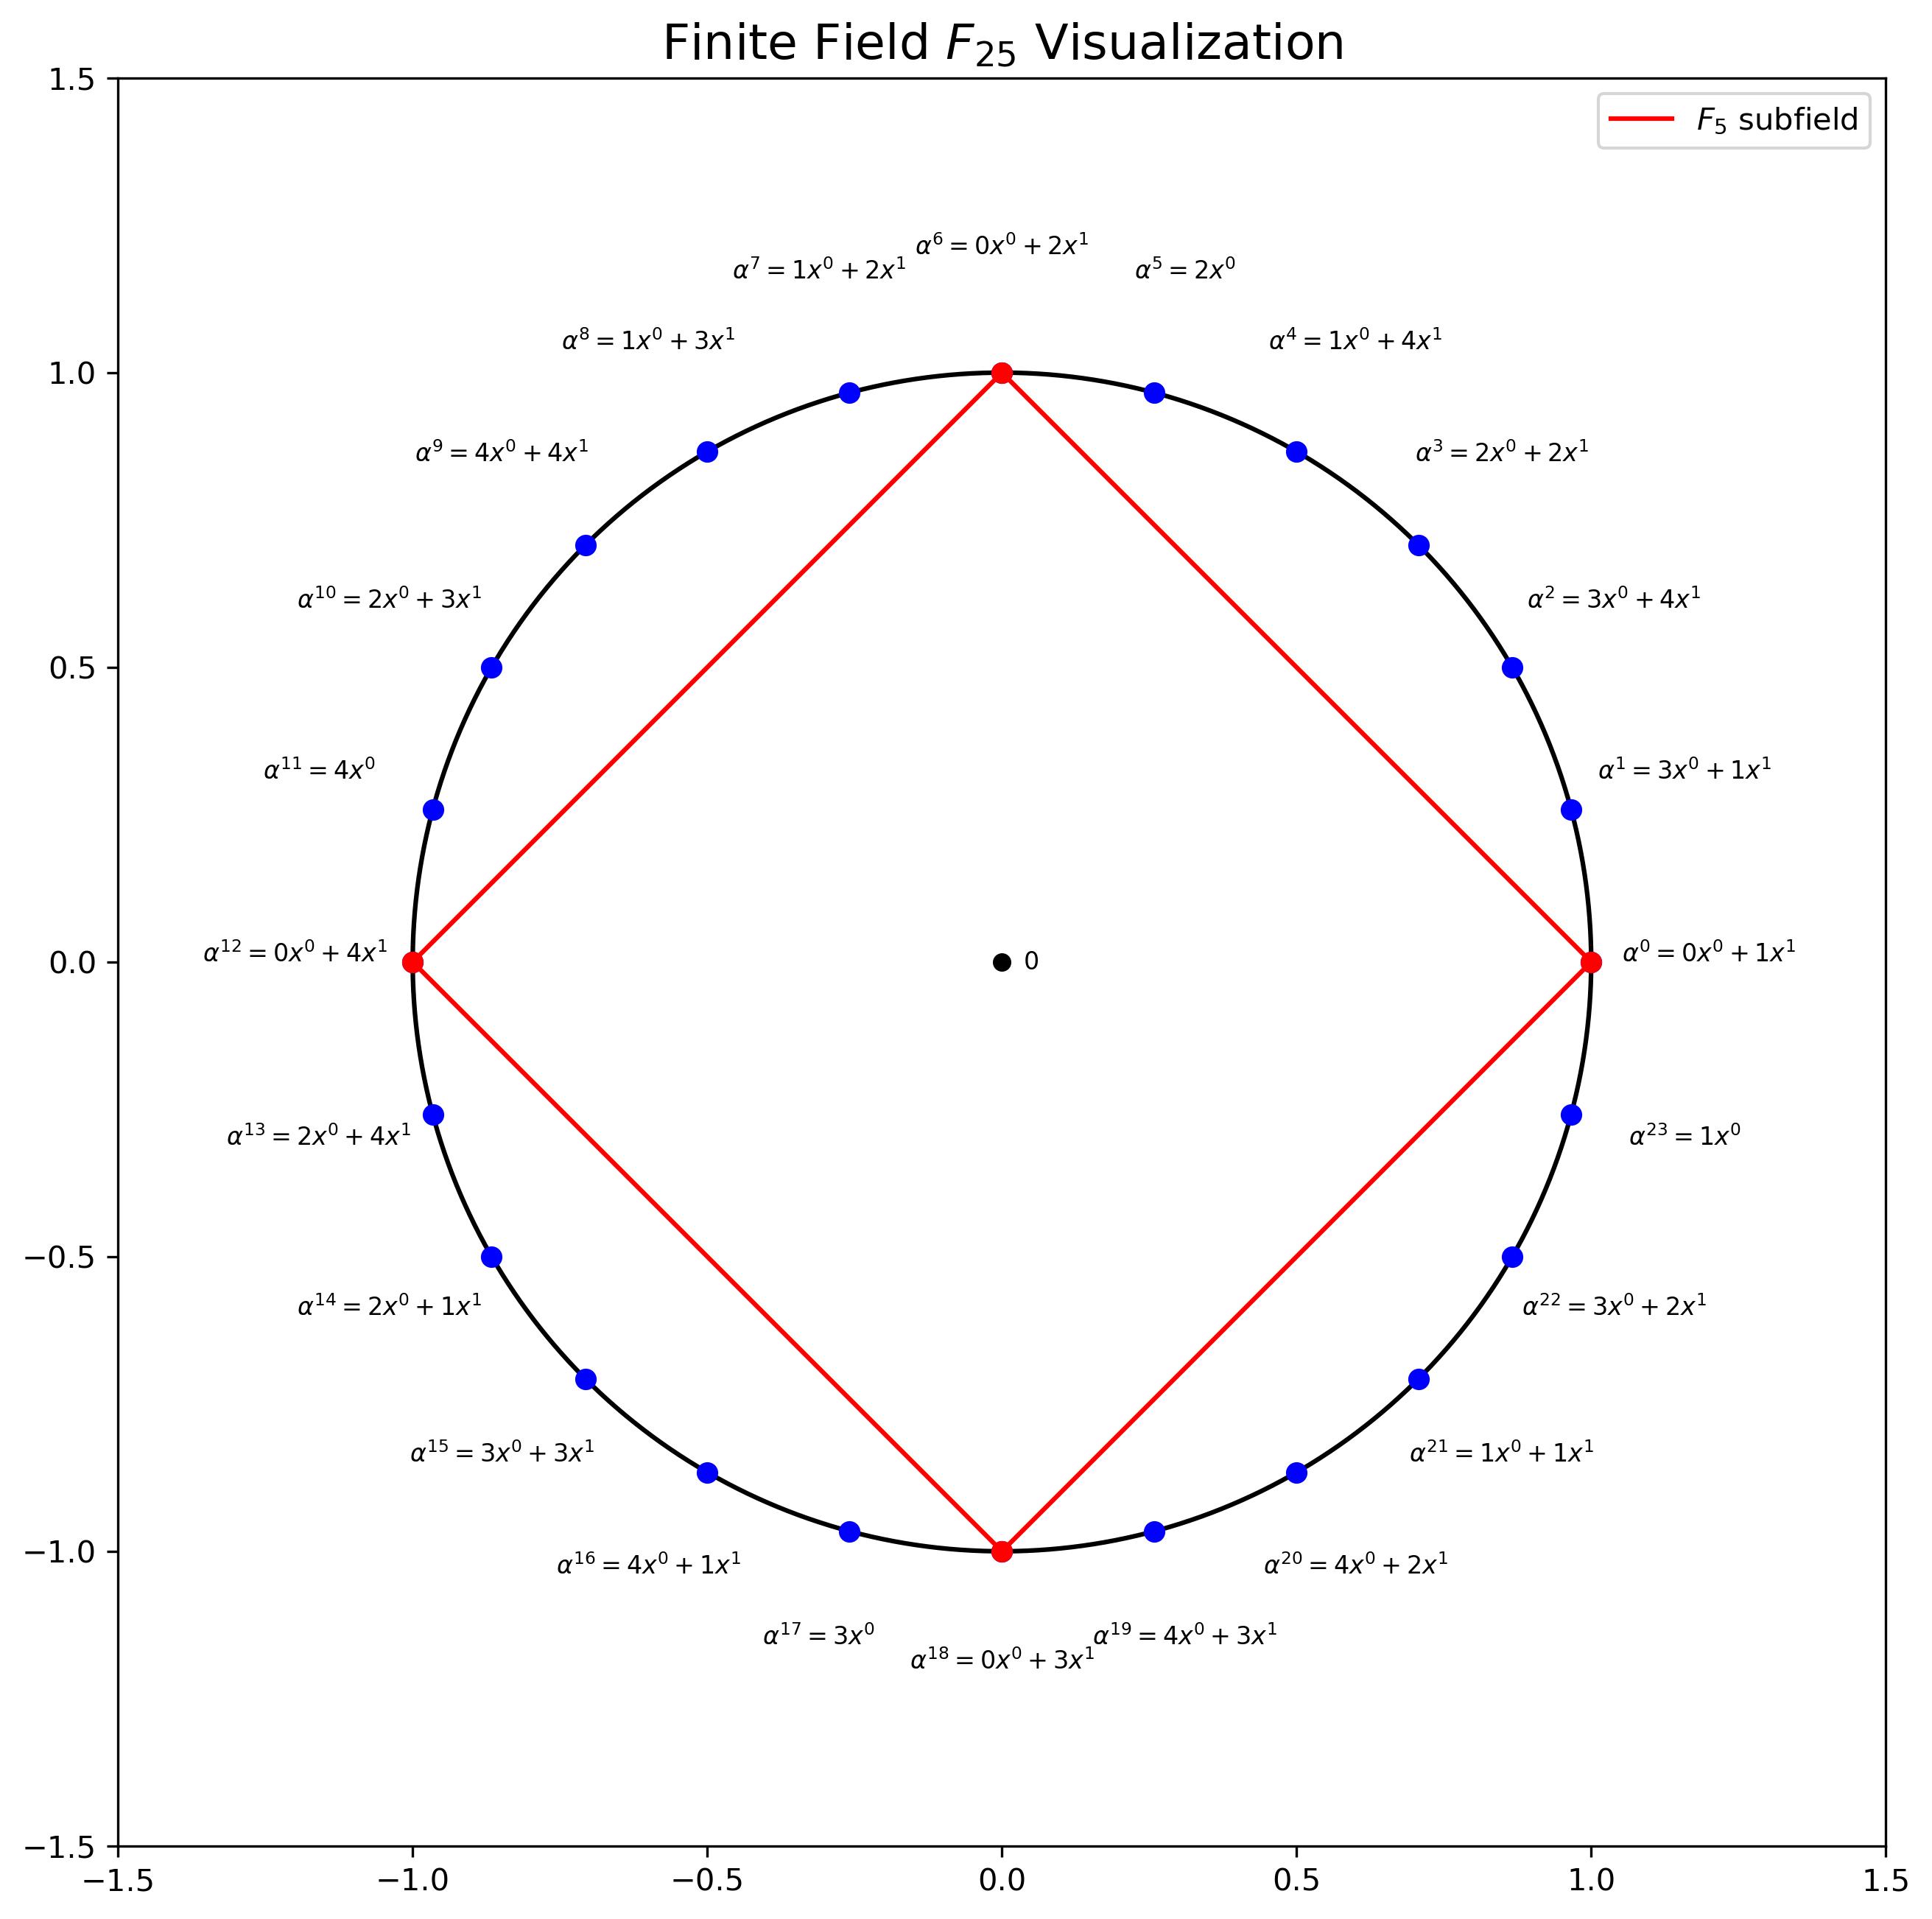 Finite Field F₂₅ Visualization
F₅ subfield
α⁶ = 0x⁰ + 2x¹
α⁷ = 1x⁰ + 2x¹
α⁵ = 2x⁰
α⁸ = 1x⁰ + 3x¹
α⁴ = 1x⁰ + 4x¹
α⁹ = 4x⁰ + 4x¹
α³ = 2x⁰ + 2x¹
α¹⁰ = 2x⁰ + 3x¹
α² = 3x⁰ + 4x¹
α¹¹ = 4x⁰
α¹ = 3x⁰ + 1x¹
α¹² = 0x⁰ + 4x¹
0
α⁰ = 0x⁰ + 1x¹
α¹³ = 2x⁰ + 4x¹
α²³ = 1x⁰
α¹⁴ = 2x⁰ + 1x¹
α²² = 3x⁰ + 2x¹
α¹⁵ = 3x⁰ + 3x¹
α²¹ = 1x⁰ + 1x¹
α¹⁶ = 4x⁰ + 1x¹
α²⁰ = 4x⁰ + 2x¹
α¹⁷ = 3x⁰
α¹⁹ = 4x⁰ + 3x¹
α¹⁸ = 0x⁰ + 3x¹
1.5
1.0
0.5
0.0
−0.5
−1.0
−1.5
−1.5 −1.0 −0.5 0.0 0.5 1.0 1.5